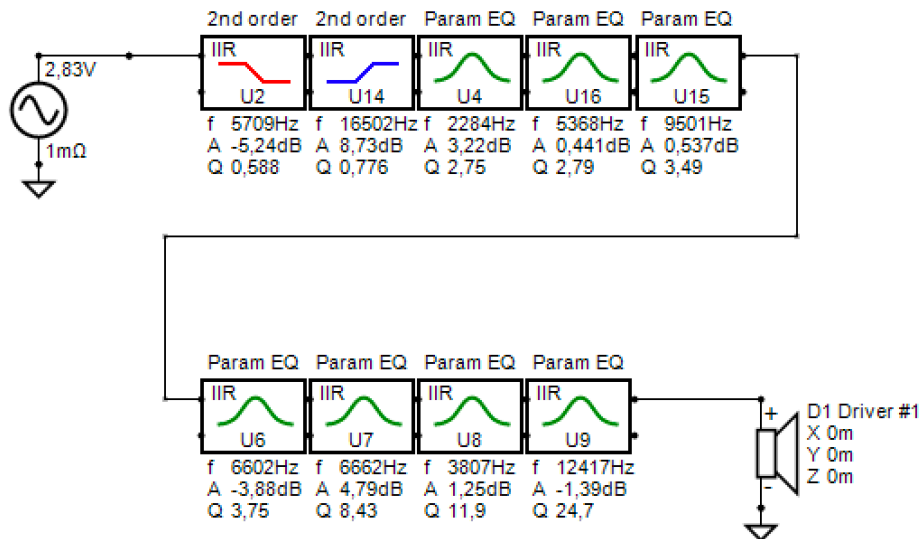 2nd order 2nd order Param EQ Param EQ Param EQ
2,83V IIR IIR IIR IIR IIR
U2 U14 U4 U16 U15
1mΩ f 5709Hz f 16502Hz f 2284Hz f 5368Hz f 9501Hz
A -5,24dB A 8,73dB A 3,22dB A 0,441dB A 0,537dB
Q 0,588 Q 0,776 Q 2,75 Q 2,79 Q 3,49
Param EQ Param EQ Param EQ Param EQ
IIR IIR IIR IIR
+ D1 Driver #1
X 0m
U6 U7 U8 U9
Y 0m
f 6602Hz f 6662Hz f 3807Hz f 12417Hz
- Z 0m
A -3,88dB A 4,79dB A 1,25dB A -1,39dB
Q 3,75 Q 8,43 Q 11,9 Q 24,7